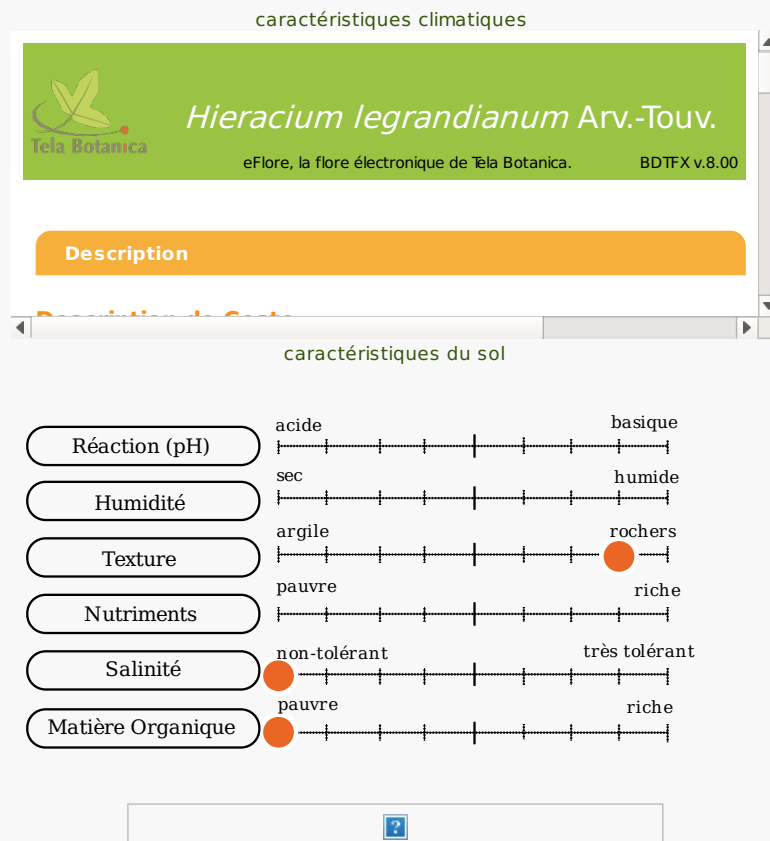 caractéristiques climatiques
Hieracium legrandianum Arv.-Touv.
Tela Botanica
eFlore, la flore électronique de Tela Botanica. BDTFX v.8.00
Description
caractéristiques du sol
acide basique
Réaction (pH)
sec humide
Humidité
argile rochers
Texture
pauvre riche
Nutriments
non-tolérant très tolérant
Salinité
pauvre riche
Matière Organique
?